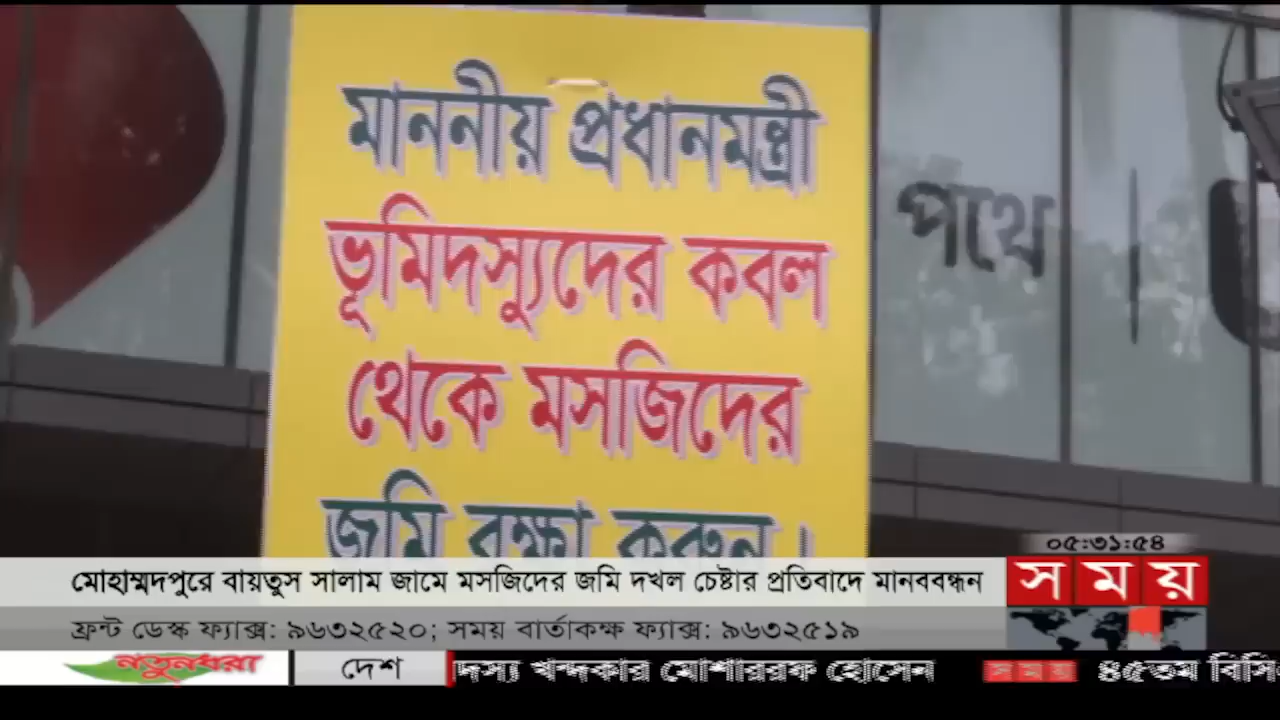 মাননীয় প্রধানমন্ত্রী
ভূমিদস্যুদের কবল
থেকে মসজিদের
জমি রক্ষা করুন।
পথে
০৫:৩১:৫৪
মোহাম্মদপুরে বায়তুস সালাম জামে মসজিদের জমি দখল চেষ্টার প্রতিবাদে মানববন্ধন
সময়
ফ্রন্ট ডেস্ক ফ্যাক্স: ৯৬৩২৫২০; সময় বার্তাকক্ষ ফ্যাক্স: ৯৬৩২৫১৯
নতুনধরা
দেশ
দস্য খন্দকার মোশাররফ হোসেন
সময়
৪৫তম বিসি